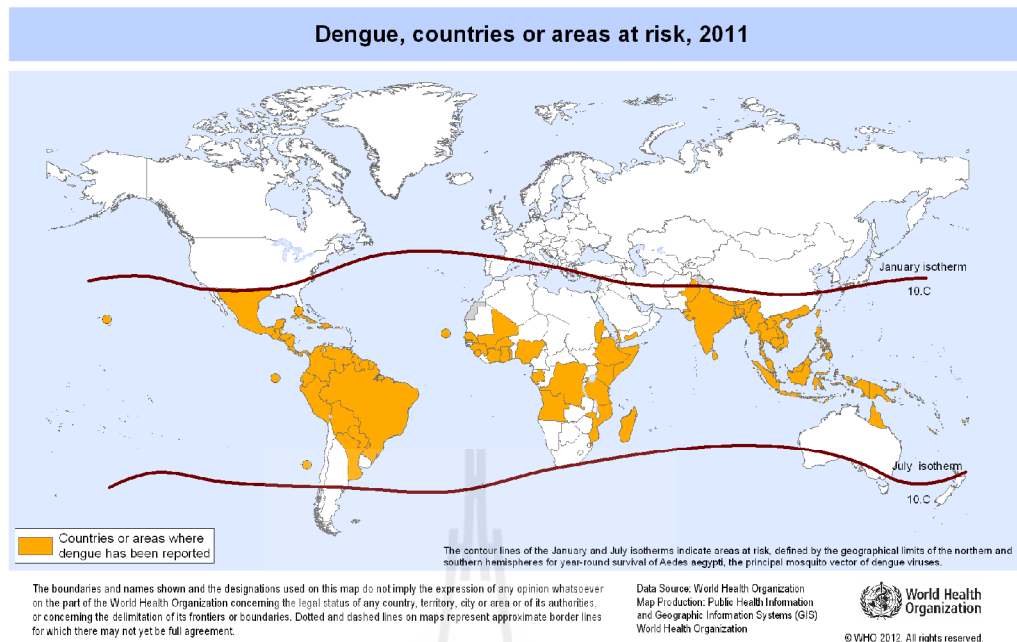 Dengue, countries or areas at risk, 2011
January isotherm
10.C
July isotherm
10.C
Countries or areas where
dengue has been reported
The contour lines of the January and July isotherms indicate areas at risk, defined by the geographical limits of the northern and
southern hemispheres for year-round survival of Aedes aegypti, the principal mosquito vector of dengue viruses.
The boundaries and names shown and the designations used on this map do not imply the expression of any opinion whatsoever
on the part of the World Health Organization concerning the legal status of any country, territory, city or area or of its authorities,
or concerning the delimitation of its frontiers or boundaries. Dotted and dashed lines on maps represent approximate border lines
for which there may not yet be full agreement.
Data Source: World Health Organization
Map Production: Public Health Information
and Geographic Information Systems (GIS)
World Health Organization
World Health
Organization
© WHO 2012. All rights reserved.